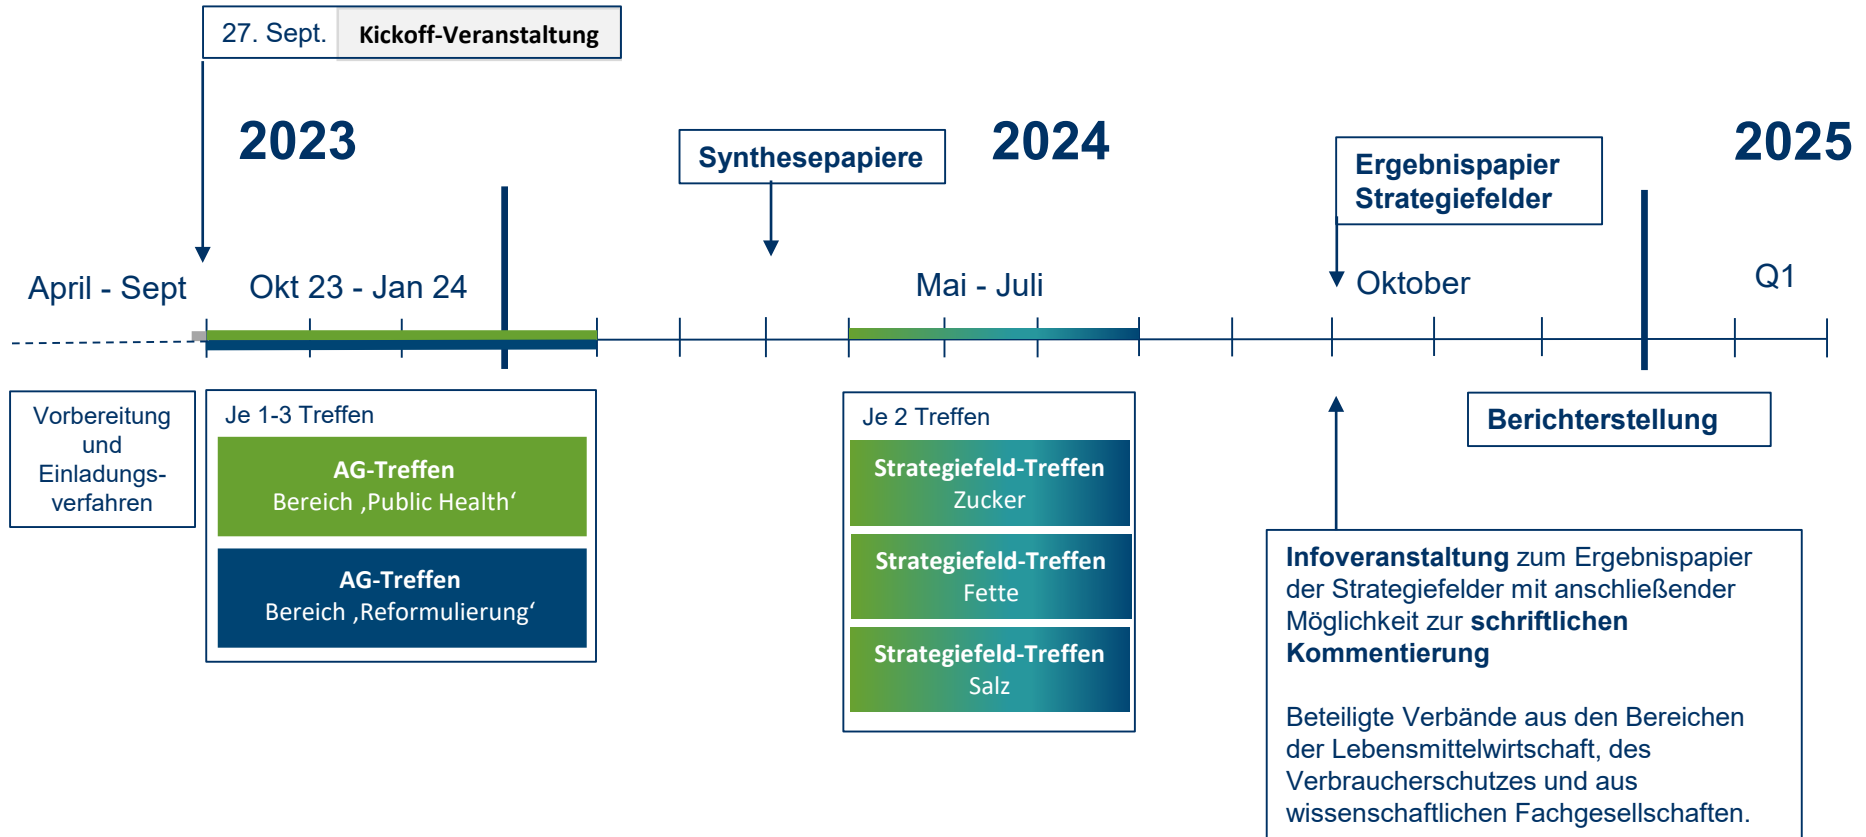 27. Sept. Kickoff-Veranstaltung
2023
Synthesepapiere
2024
Ergebnispapier
Strategiefelder
2025
April - Sept
Okt 23 - Jan 24
Mai - Juli
Oktober
Q1
Vorbereitung
und
Einladungs-
verfahren
Je 1-3 Treffen
AG-Treffen
Bereich ‚Public Health‘
AG-Treffen
Bereich ‚Reformulierung‘
Je 2 Treffen
Strategiefeld-Treffen
Zucker
Strategiefeld-Treffen
Fette
Strategiefeld-Treffen
Salz
Berichterstellung
Infoveranstaltung zum Ergebnispapier
der Strategiefelder mit anschließender
Möglichkeit zur schriftlichen
Kommentierung
Beteiligte Verbände aus den Bereichen
der Lebensmittelwirtschaft, des
Verbraucherschutzes und aus
wissenschaftlichen Fachgesellschaften.